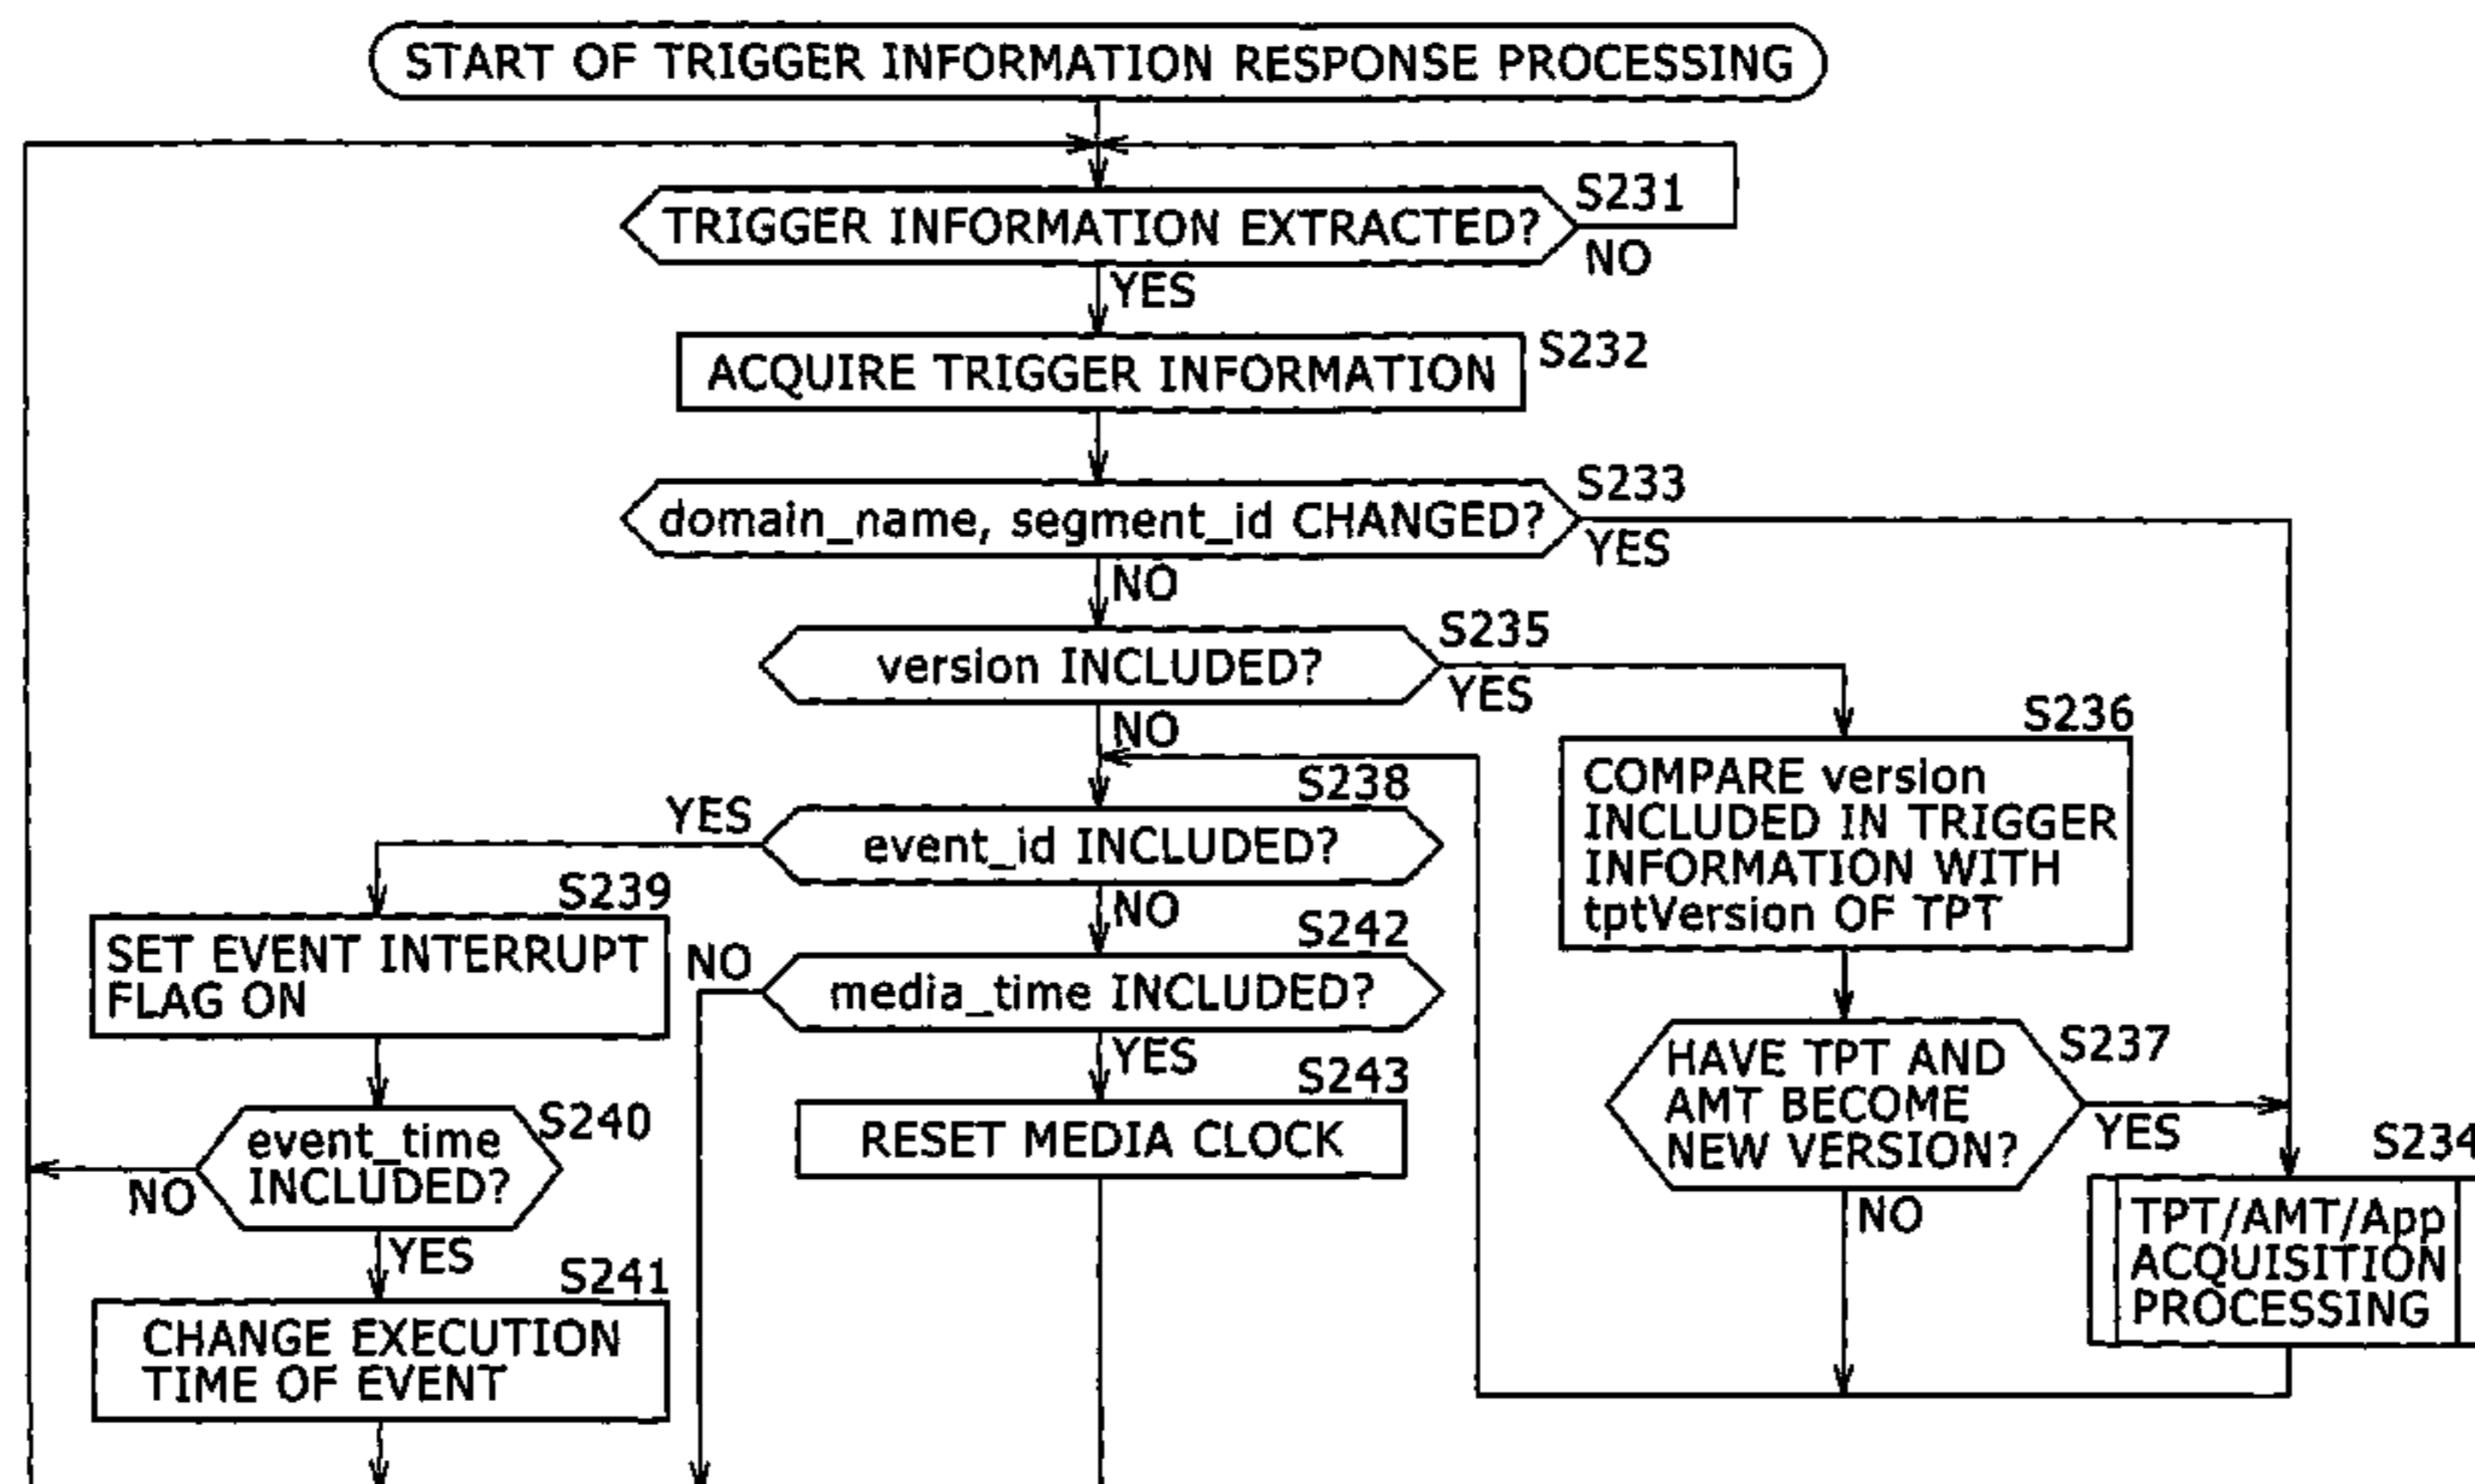 START OF TRIGGER INFORMATION RESPONSE PROCESSING
S231
TRIGGER INFORMATION EXTRACTED?
NO
YES
S232
ACQUIRE TRIGGER INFORMATION
S233
domain_name, segment_id CHANGED?
YES
NO
S235
version INCLUDED?
YES
NO
S236
COMPARE version
INCLUDED IN TRIGGER
INFORMATION WITH
tptVersion OF TPT
S238
YES
event_id INCLUDED?
NO
S239
SET EVENT INTERRUPT
FLAG ON
S242
NO
media_time INCLUDED?
YES
S243
RESET MEDIA CLOCK
S237
HAVE TPT AND
AMT BECOME
NEW VERSION?
YES
NO
S240
event_time
INCLUDED?
NO
YES
S234
TPT/AMT/App
ACQUISITION
PROCESSING
S241
CHANGE EXECUTION
TIME OF EVENT